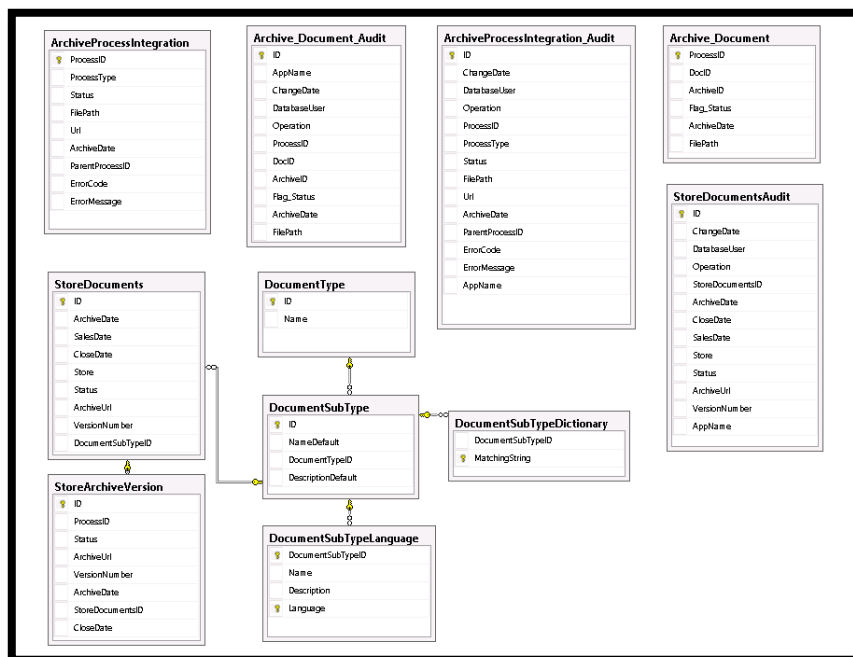 ArchiveProcessIntegration
ProcessID
ProcessType
Status
FilePath
Url
ArchiveDate
ParentProcessID
ErrorCode
ErrorMessage
Archive_Document_Audit
ID
AppName
ChangeDate
DatabaseUser
Operation
ProcessID
DocID
ArchiveID
Flag_Status
ArchiveDate
FilePath
ArchiveProcessIntegration_Audit
ID
ChangeDate
DatabaseUser
Operation
ProcessID
ProcessType
Status
FilePath
Url
ArchiveDate
ParentProcessID
ErrorCode
ErrorMessage
AppName
Archive_Document
ProcessID
DocID
ArchiveID
Flag_Status
ArchiveDate
FilePath
StoreDocumentsAudit
ID
ChangeDate
DatabaseUser
Operation
StoreDocumentsID
ArchiveDate
CloseDate
SalesDate
Store
Status
ArchiveUrl
VersionNumber
AppName
StoreDocuments
ID
ArchiveDate
SalesDate
CloseDate
Store
Status
ArchiveUrl
VersionNumber
DocumentSubTypeID
DocumentType
ID
Name
DocumentSubType
ID
NameDefault
DocumentTypeID
DescriptionDefault
DocumentSubTypeDictionary
DocumentSubTypeID
MatchingString
StoreArchiveVersion
ID
ProcessID
Status
ArchiveUrl
VersionNumber
ArchiveDate
StoreDocumentsID
CloseDate
DocumentSubTypeLanguage
DocumentSubTypeID
Name
Description
Language